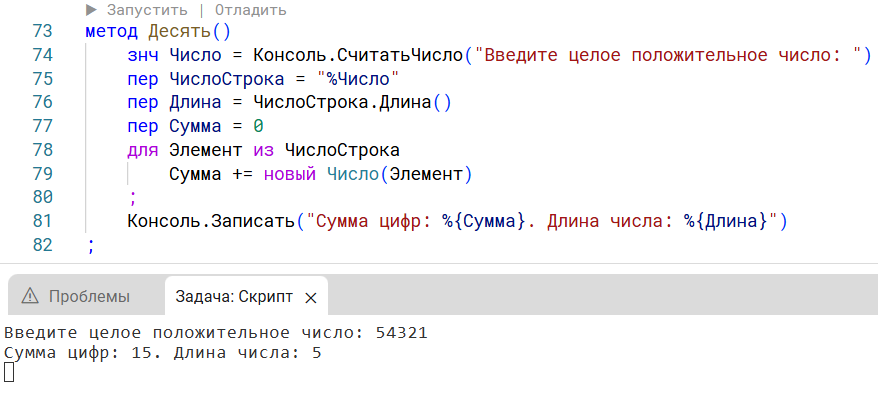 ▶ Запустить | Отладить
73 метод Десять()
74 знч Число = Консоль.СчитатьЧисло("Введите целое положительное число: ")
75 пер ЧислоСтрока = "%Число"
76 пер Длина = ЧислоСтрока.Длина()
77 пер Сумма = 0
78 для Элемент из ЧислоСтрока
79 Сумма += новый Число(Элемент)
80 ;
81 Консоль.Записать("Сумма цифр: %{Сумма}. Длина числа: %{Длина}")
82 ;
Проблемы Задача: Скрипт ×
Введите целое положительное число: 54321
Сумма цифр: 15. Длина числа: 5